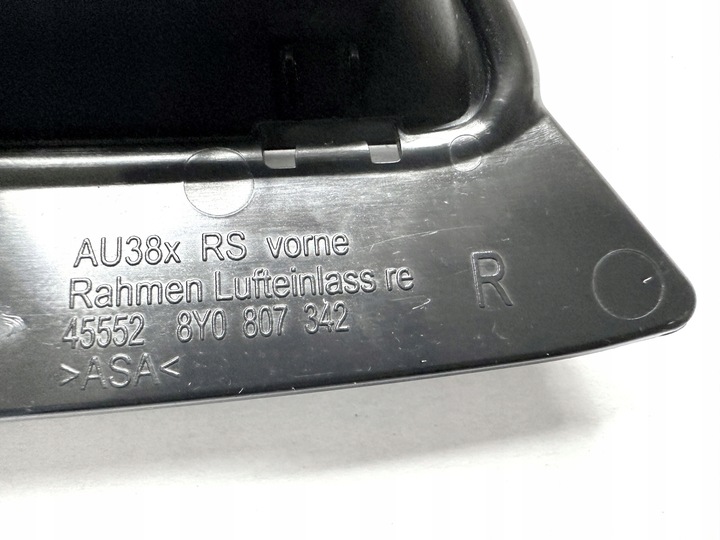 AU38x RS vorne
Rahmen Lufteinlass re
45552 8Y0 807 342
>ASA<
R